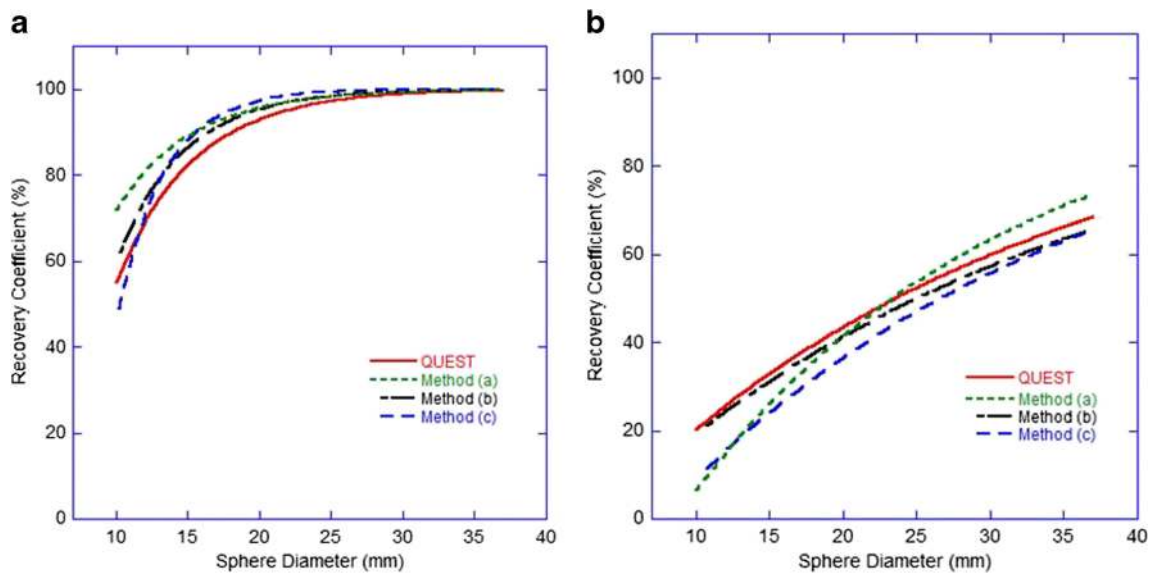 a
100
80
60
40
20
0
Recovery Coefficient (%)
QUEST
Method (a)
Method (b)
Method (c)
10 15 20 25 30 35 40
Sphere Diameter (mm)
b
100
80
60
40
20
0
Recovery Coefficient (%)
QUEST
Method (a)
Method (b)
Method (c)
10 15 20 25 30 35 40
Sphere Diameter (mm)